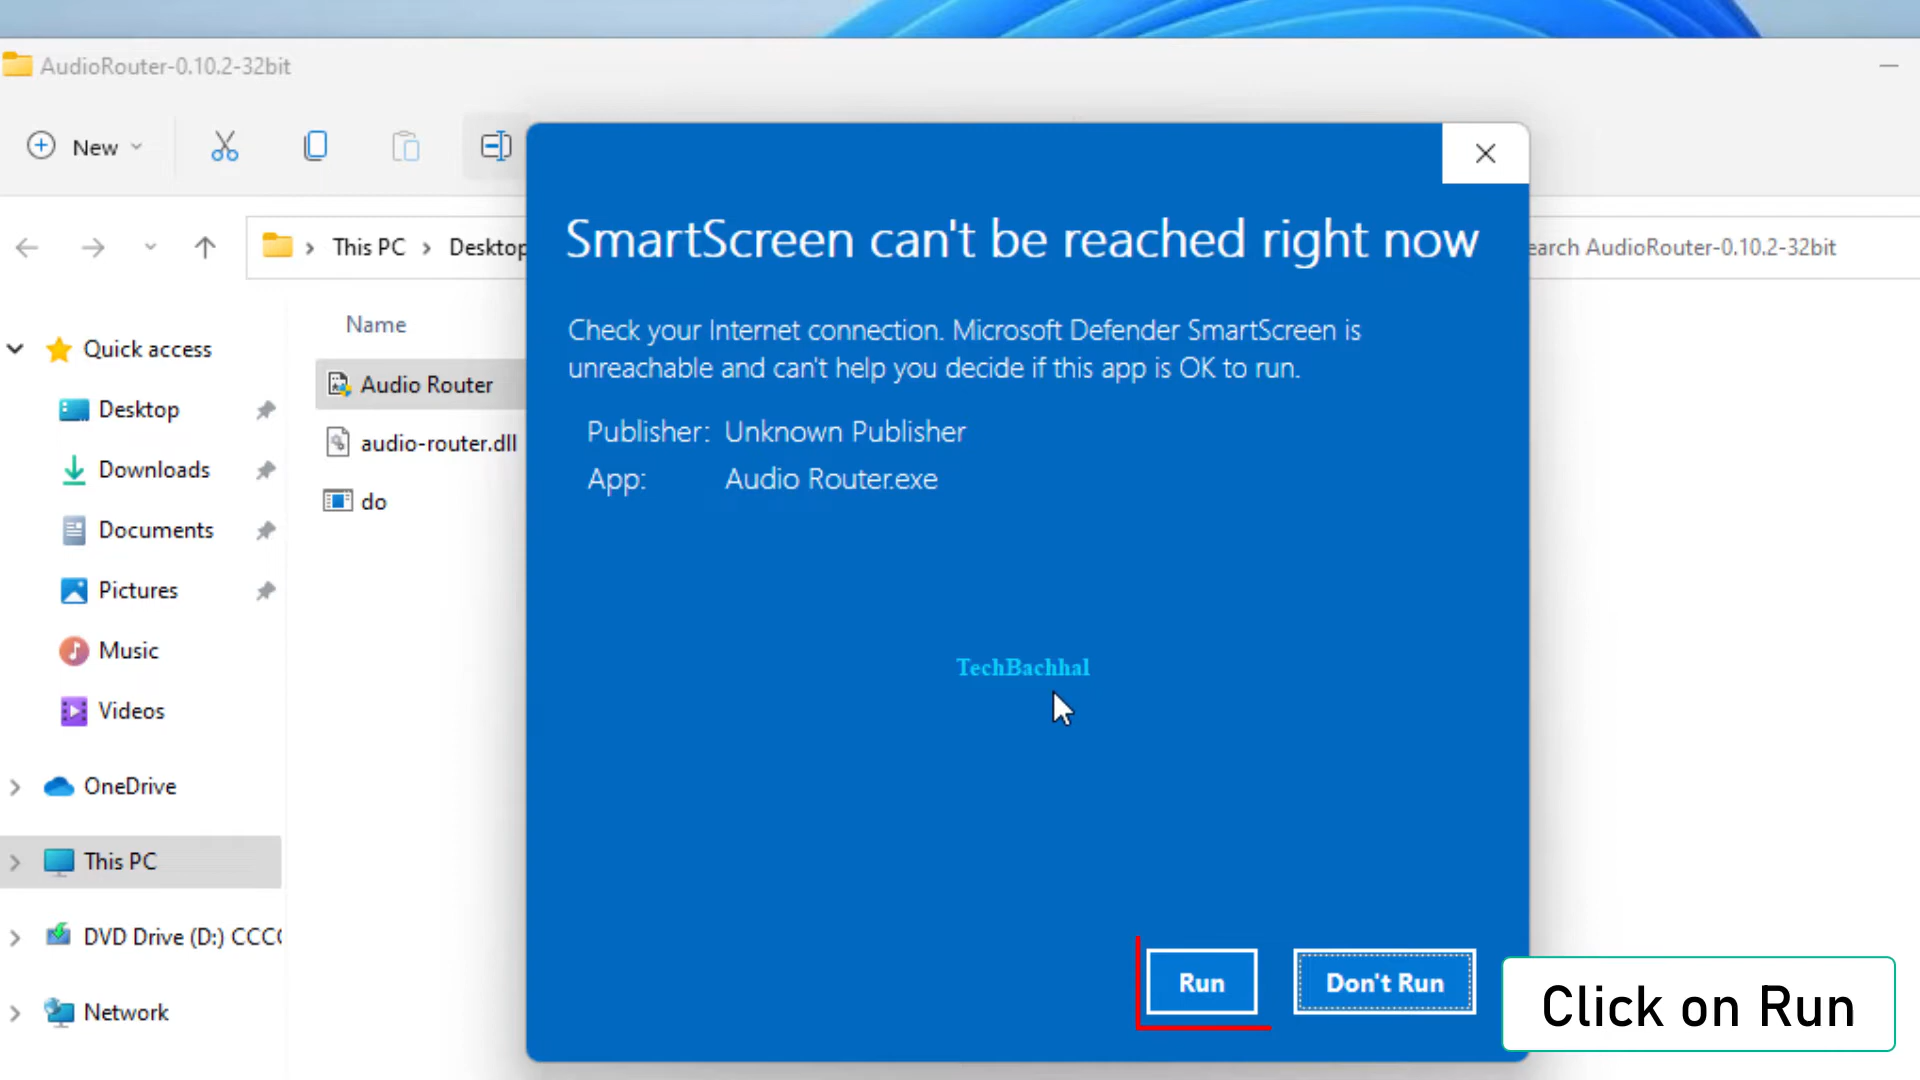 AudioRouter-0.10.2-32bit
New
This PC
Desktop
earch AudioRouter-0.10.2-32bit
Name
Quick access
Desktop
Downloads
Documents
Pictures
Music
Videos
OneDrive
This PC
DVD Drive (D:) CCC
Network
Audio Router
audio-router.dll
do
SmartScreen can't be reached right now
Check your Internet connection. Microsoft Defender SmartScreen is
unreachable and can't help you decide if this app is OK to run.
Publisher: Unknown Publisher
App: Audio Router.exe
TechBachhal
Run
Don't Run
Click on Run